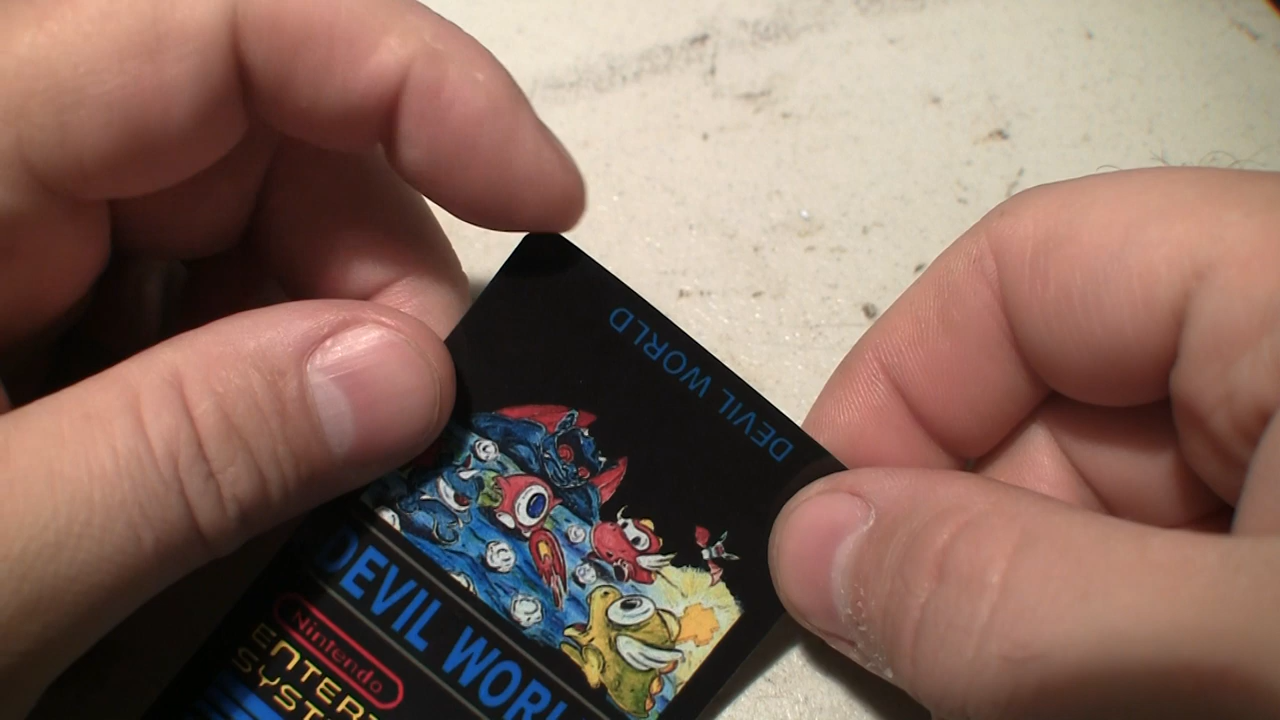 DEVIL WORLD
DEVIL WORL
Nintendo
ENTERT
SYST